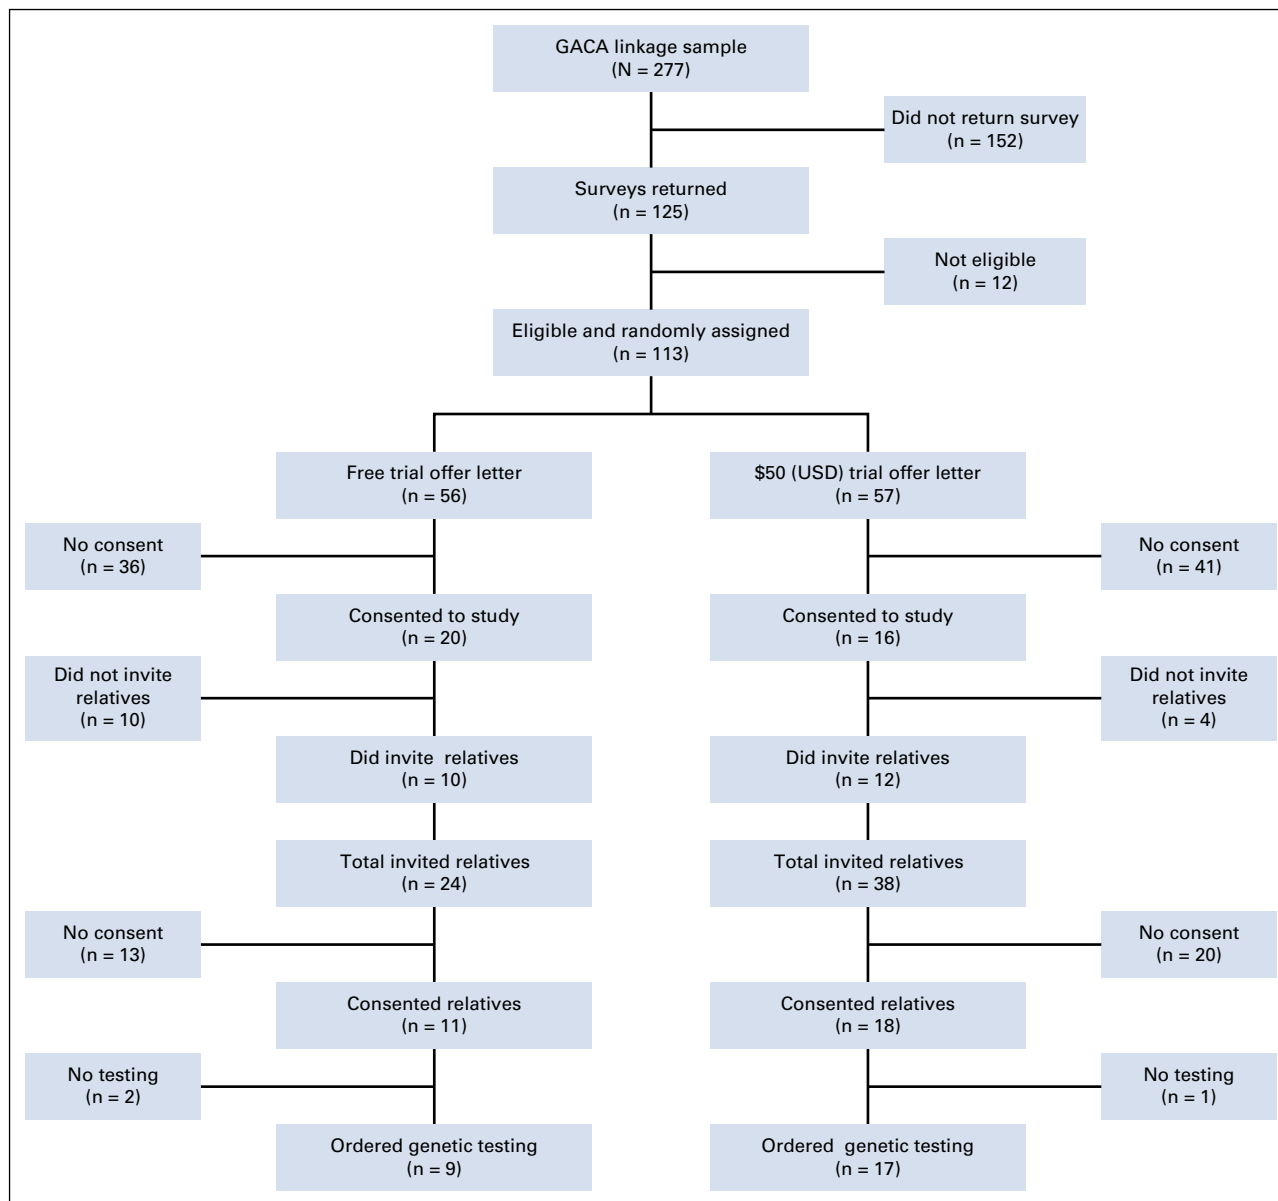 GACA linkage sample
(N = 277)
Did not return survey
(n = 152)
Surveys returned
(n = 125)
Not eligible
(n = 12)
Eligible and randomly assigned
(n = 113)
Free trial offer letter
(n = 56)
$50 (USD) trial offer letter
(n = 57)
No consent
(n = 36)
No consent
(n = 41)
Consented to study
(n = 20)
Consented to study
(n = 16)
Did not invite
relatives
(n = 10)
Did not invite
relatives
(n = 4)
Did invite relatives
(n = 10)
Did invite relatives
(n = 12)
Total invited relatives
(n = 24)
Total invited relatives
(n = 38)
No consent
(n = 13)
No consent
(n = 20)
Consented relatives
(n = 11)
Consented relatives
(n = 18)
No testing
(n = 2)
No testing
(n = 1)
Ordered genetic testing
(n = 9)
Ordered genetic testing
(n = 17)